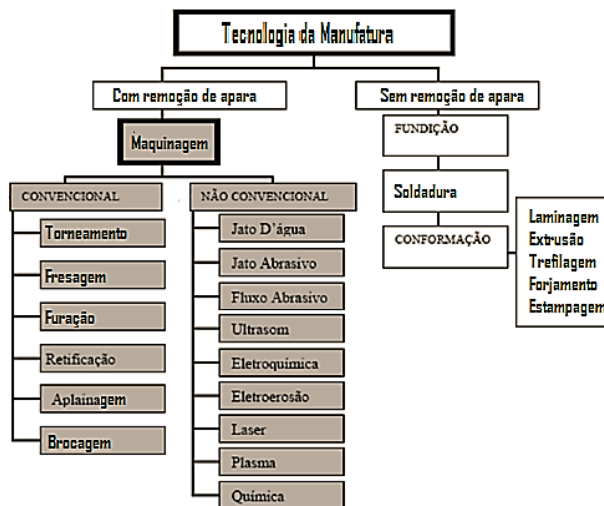 Tecnologia da Manufatura
Com remoção de apara
Sem remoção de apara
Maquinagem
FUNDIÇÃO
Soldadura
CONFORMAÇÃO
Laminagem
Extrusão
Trefilagem
Forjamento
Estampagem
CONVENCIONAL
Torneamento
Fresagem
Furação
Retificação
Aplainagem
Brocagem
NÃO CONVENCIONAL
Jato D'água
Jato Abrasivo
Fluxo Abrasivo
Ultrasom
Eletroquímica
Eletroerosão
Laser
Plasma
Química